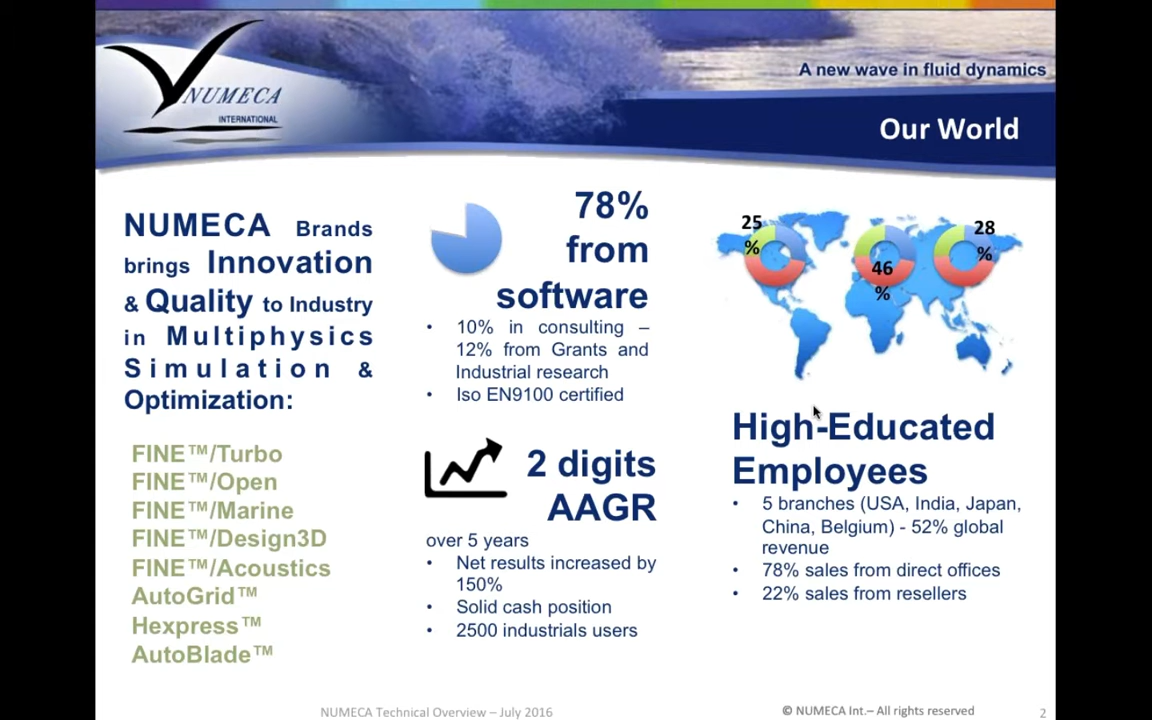 NUMECA
INTERNATIONAL
A new wave in fluid dynamics
Our World
NUMECA Brands
brings Innovation
& Quality to Industry
in Multiphysics
Simulation &
Optimization:
FINE™/Turbo
FINE™/Open
FINE™/Marine
FINE™/Design3D
FINE™/Acoustics
AutoGrid™
Hexpress™
AutoBlade™
78%
from
software
• 10% in consulting –
12% from Grants and
Industrial research
• Iso EN9100 certified
2 digits
AAGR
over 5 years
• Net results increased by
150%
• Solid cash position
• 2500 industrials users
25
%
46
%
28
%
High-Educated
Employees
• 5 branches (USA, India, Japan,
China, Belgium) - 52% global
revenue
• 78% sales from direct offices
• 22% sales from resellers
NUMECA Technical Overview – July 2016
© NUMECA Int.– All rights reserved
2